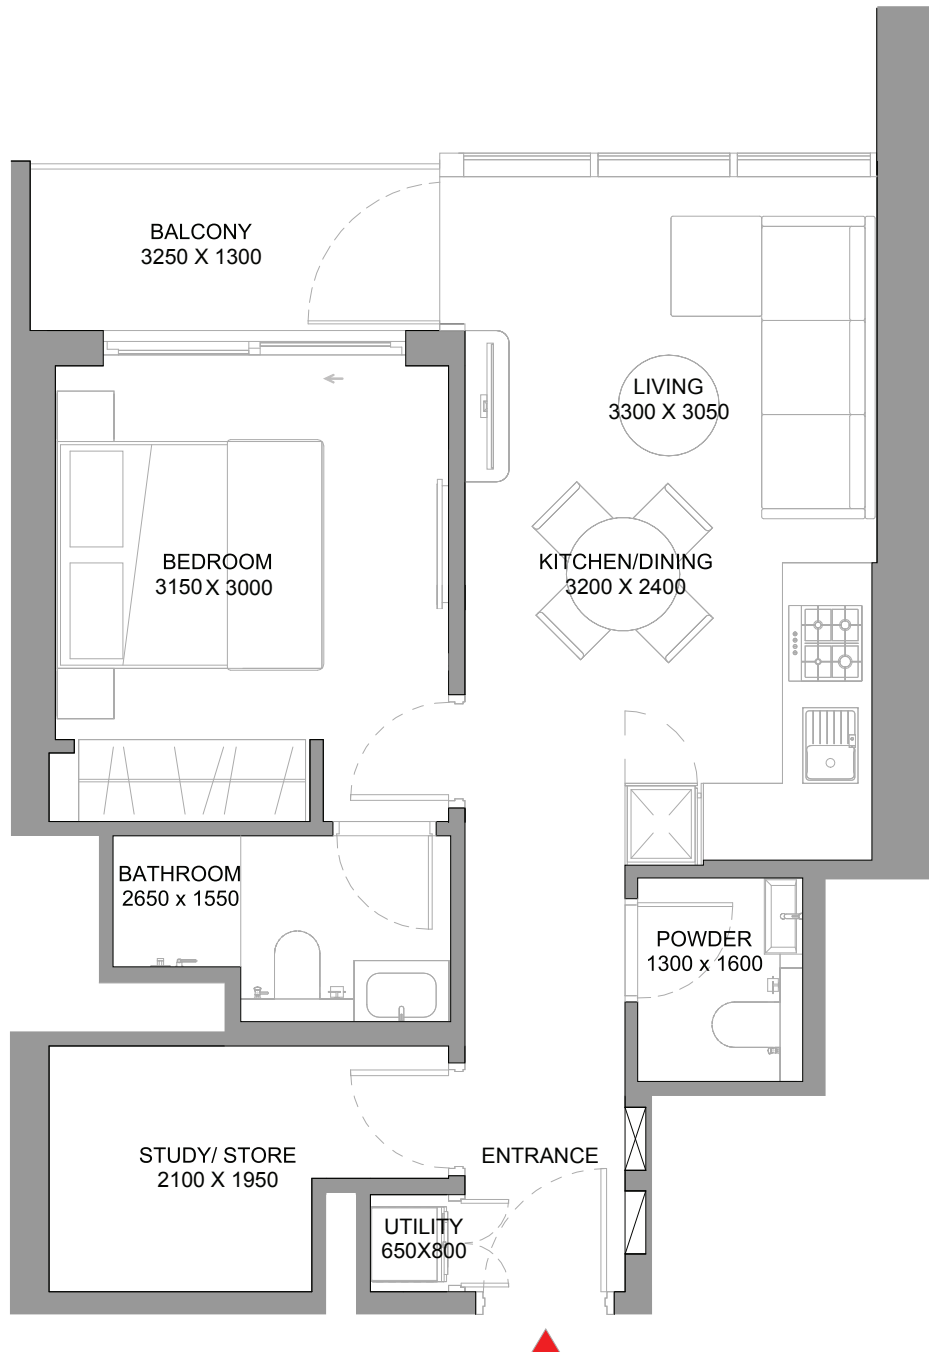 BALCONY
3250 X 1300
LIVING
3300 X 3050
BEDROOM
3150 X 3000
KITCHEN/DINING
3200 X 2400
BATHROOM
2650 x 1550
POWDER
1300 x 1600
STUDY/ STORE
2100 X 1950
ENTRANCE
UTILITY
650X800